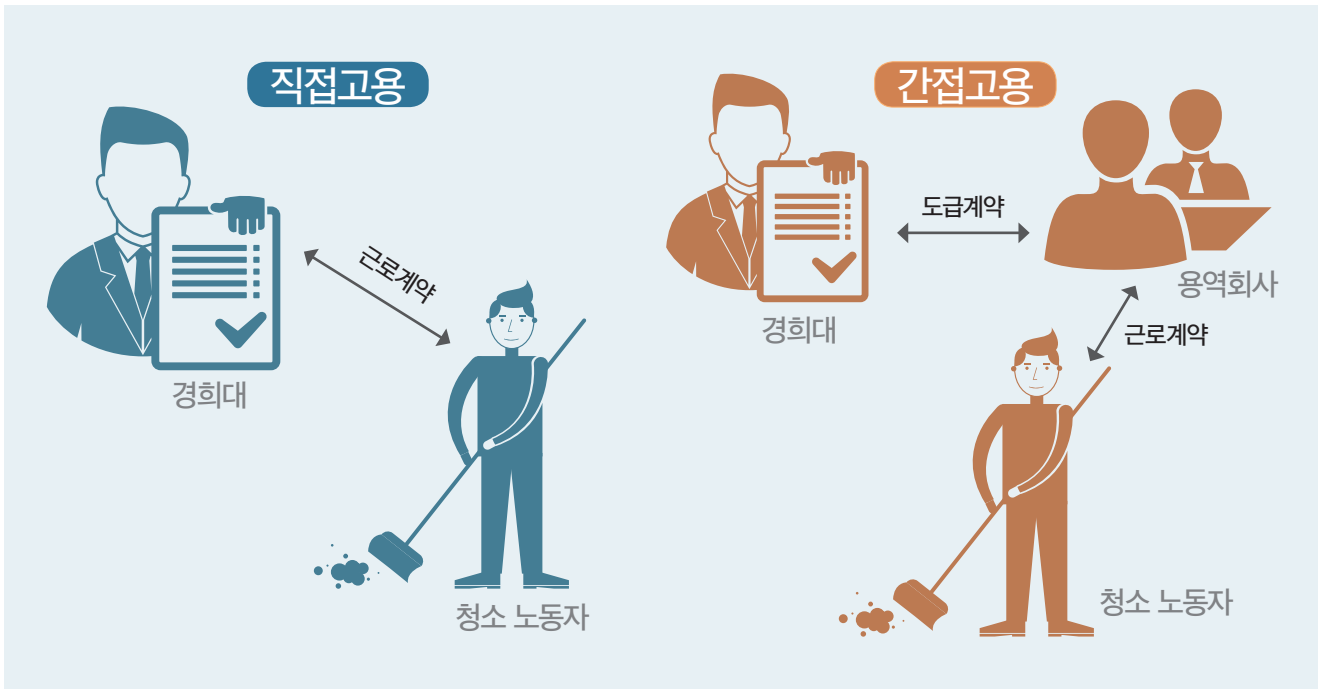 직접고용
근로계약
경희대
청소 노동자
간접고용
도급계약
용역회사
경희대
근로계약
청소 노동자